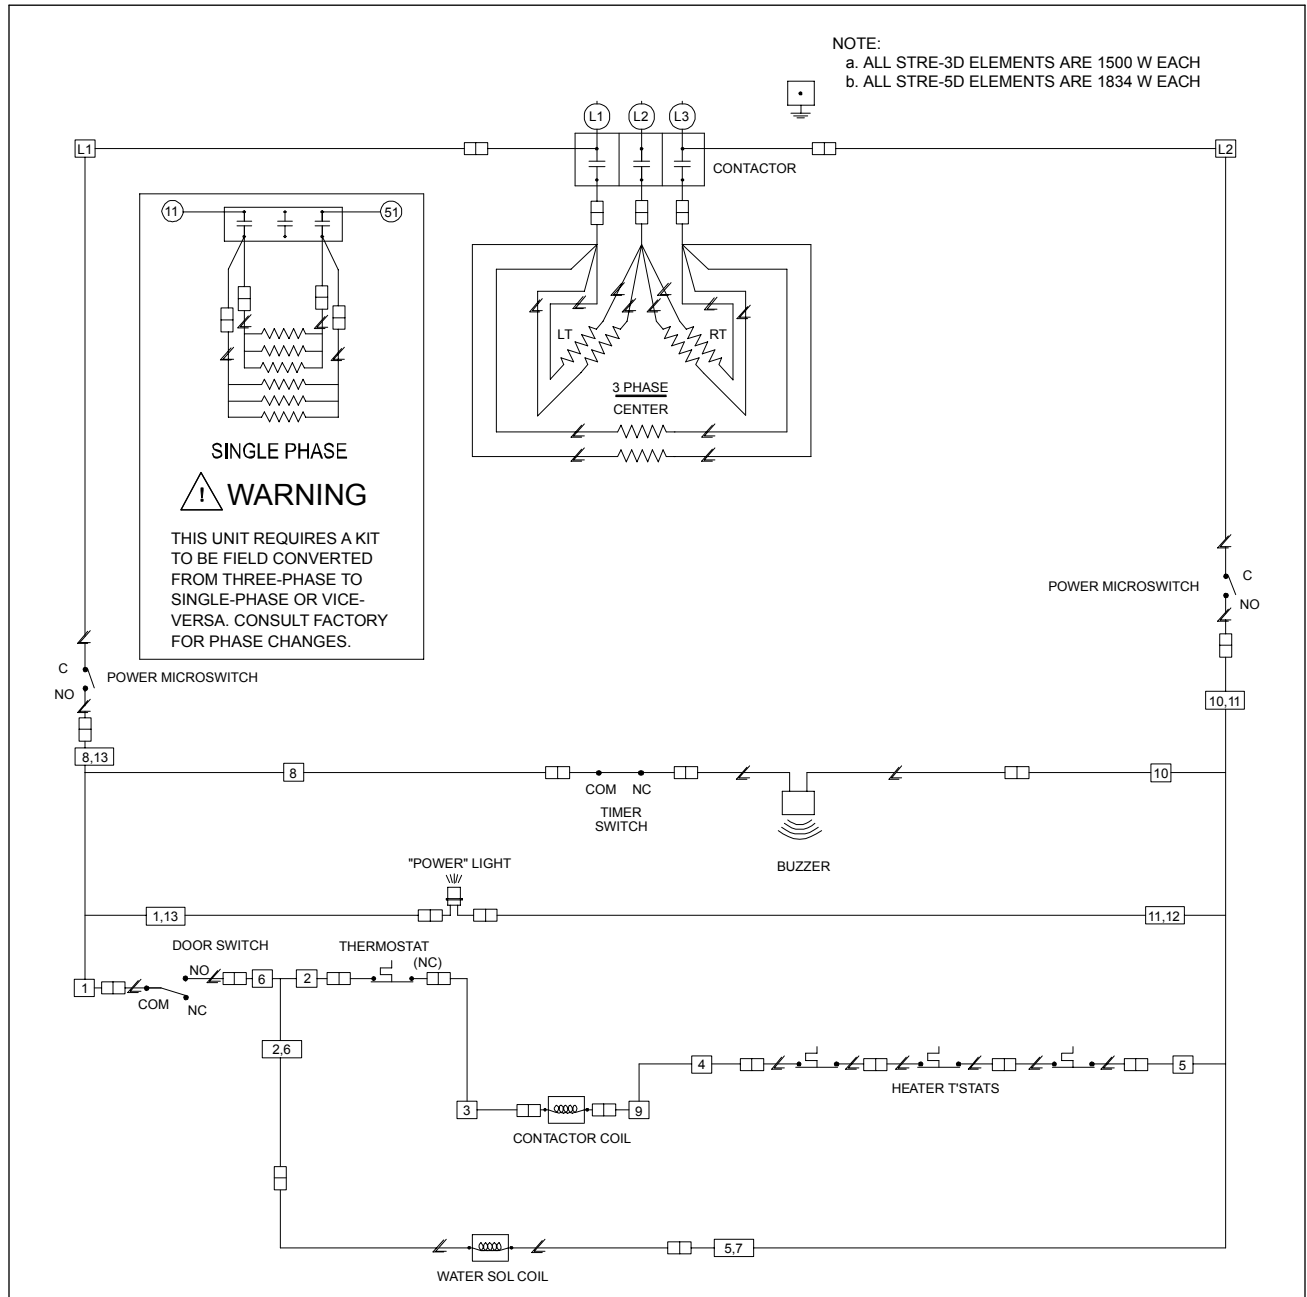 NOTE:
a. ALL STRE-3D ELEMENTS ARE 1500 W EACH
b. ALL STRE-5D ELEMENTS ARE 1834 W EACH
L1 L2 L3
L1
L2
CONTACTOR
11
51
LT
RT
3 PHASE
CENTER
SINGLE PHASE
! WARNING
THIS UNIT REQUIRES A KIT
TO BE FIELD CONVERTED
FROM THREE-PHASE TO
SINGLE-PHASE OR VICE-
VERSA. CONSULT FACTORY
FOR PHASE CHANGES.
POWER MICROSWITCH
C
NO
C
NO
POWER MICROSWITCH
10,11
8,13
8
COM NC
TIMER
SWITCH
10
BUZZER
"POWER" LIGHT
1,13
11,12
DOOR SWITCH
THERMOSTAT
(NC)
1
COM
NO
NC
6
2
2,6
4
5
HEATER T'STATS
3
9
CONTACTOR COIL
5,7
WATER SOL COIL